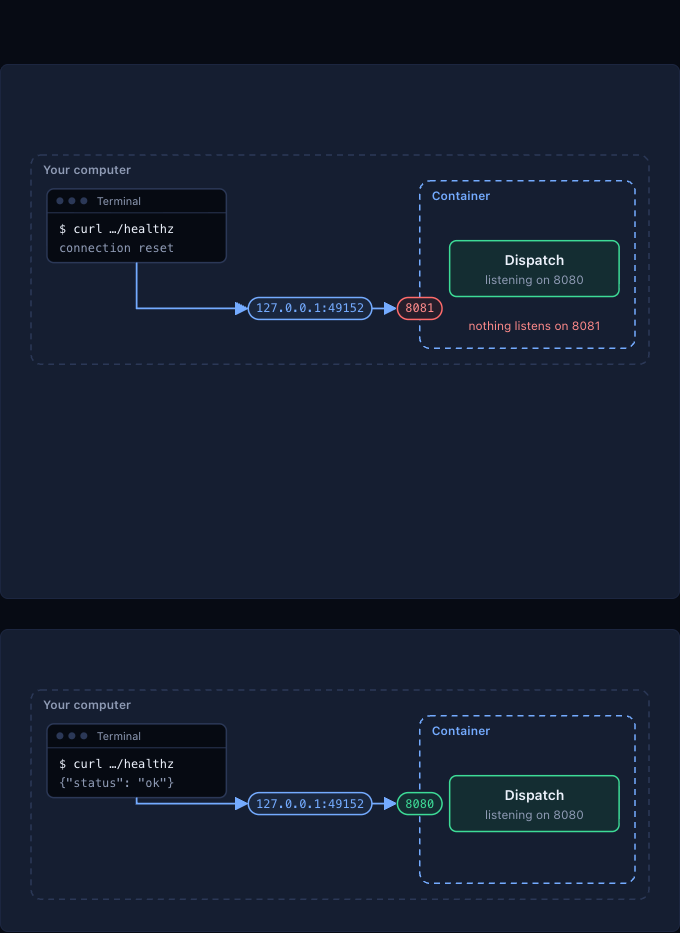 Your computer
Terminal
$ curl …/healthz
connection reset
127.0.0.1:49152
8081
Container
Dispatch
listening on 8080
nothing listens on 8081
Your computer
Terminal
$ curl …/healthz
{"status": "ok"}
127.0.0.1:49152
8080
Container
Dispatch
listening on 8080